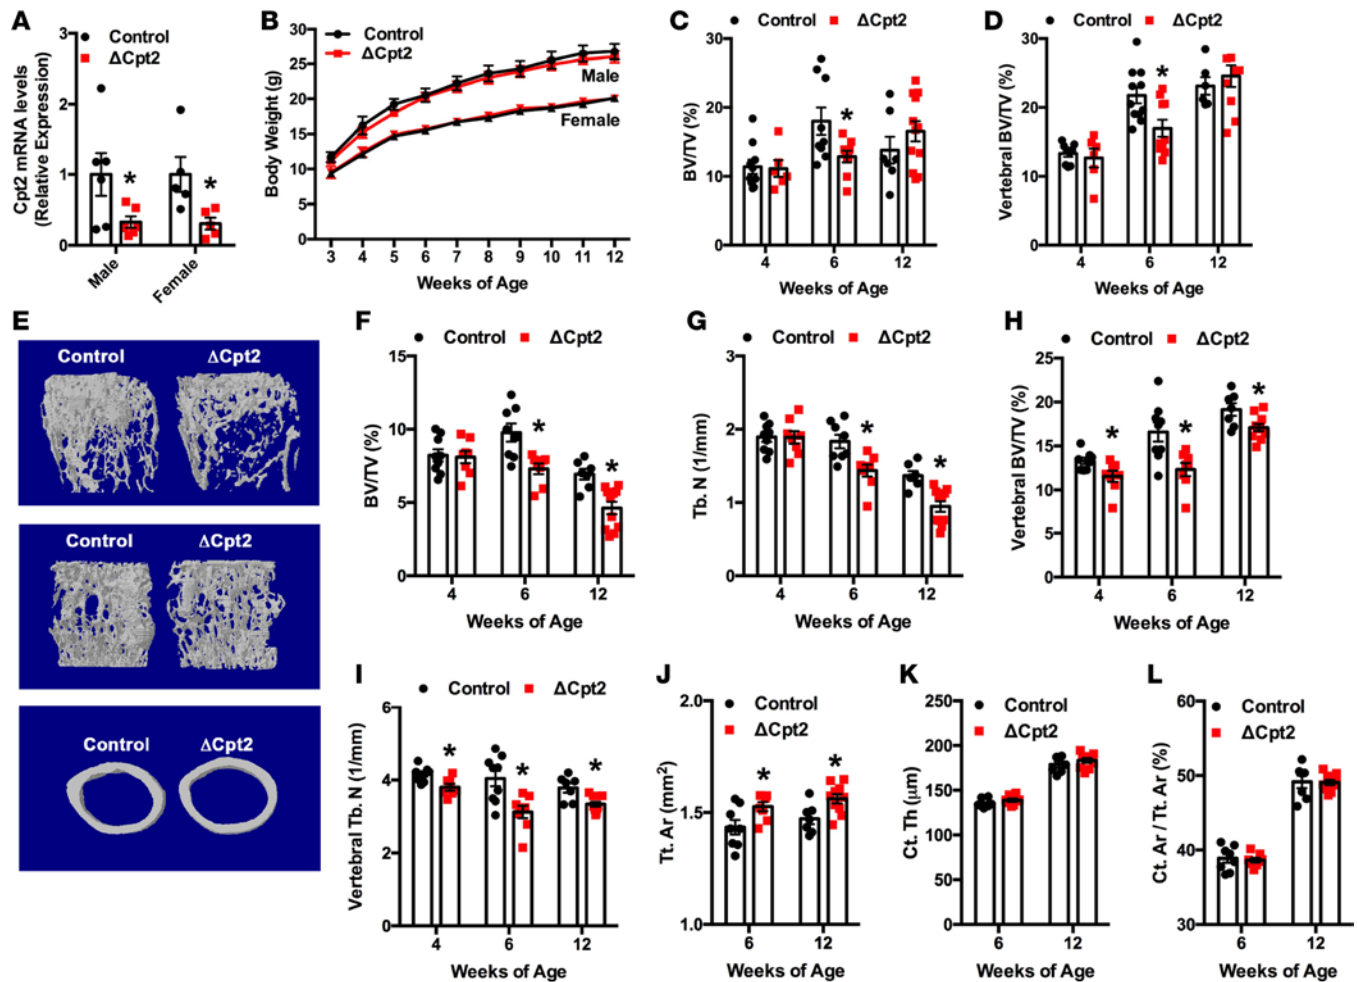 A
Control
ΔCpt2
Cpt2 mRNA levels
(Relative Expression)
3
2
1
0
Male
Female
B
Control
ΔCpt2
Body Weight (g)
30
25
20
15
10
5
0
Male
Female
3 4 5 6 7 8 9 10 11 12
Weeks of Age
C
Control ΔCpt2
BV/TV (%)
30
20
10
0
*
4 6 12
Weeks of Age
D
Control ΔCpt2
Vertebral BV/TV (%)
30
20
10
0
*
4 6 12
Weeks of Age
* *
E
Control ΔCpt2
Control ΔCpt2
Control ΔCpt2
F
Control ΔCpt2
BV/TV (%)
15
10
5
0
* *
4 6 12
Weeks of Age
G
Control ΔCpt2
Tb. N (1/mm)
3
2
1
0
* *
4 6 12
Weeks of Age
H
Control ΔCpt2
Vertebral BV/TV (%)
25
20
15
10
5
0
* * *
4 6 12
Weeks of Age
I
Control ΔCpt2
Vertebral Tb. N (1/mm)
6
4
2
0
* * *
4 6 12
Weeks of Age
J
Control
ΔCpt2
Tt. Ar (mm²)
2.0
1.5
1.0
* *
6 12
Weeks of Age
K
Control
ΔCpt2
Ct. Th (μm)
250
200
150
100
50
0
6 12
Weeks of Age
L
Control
ΔCpt2
Ct. Ar / Tt. Ar (%)
60
50
40
30
6 12
Weeks of Age